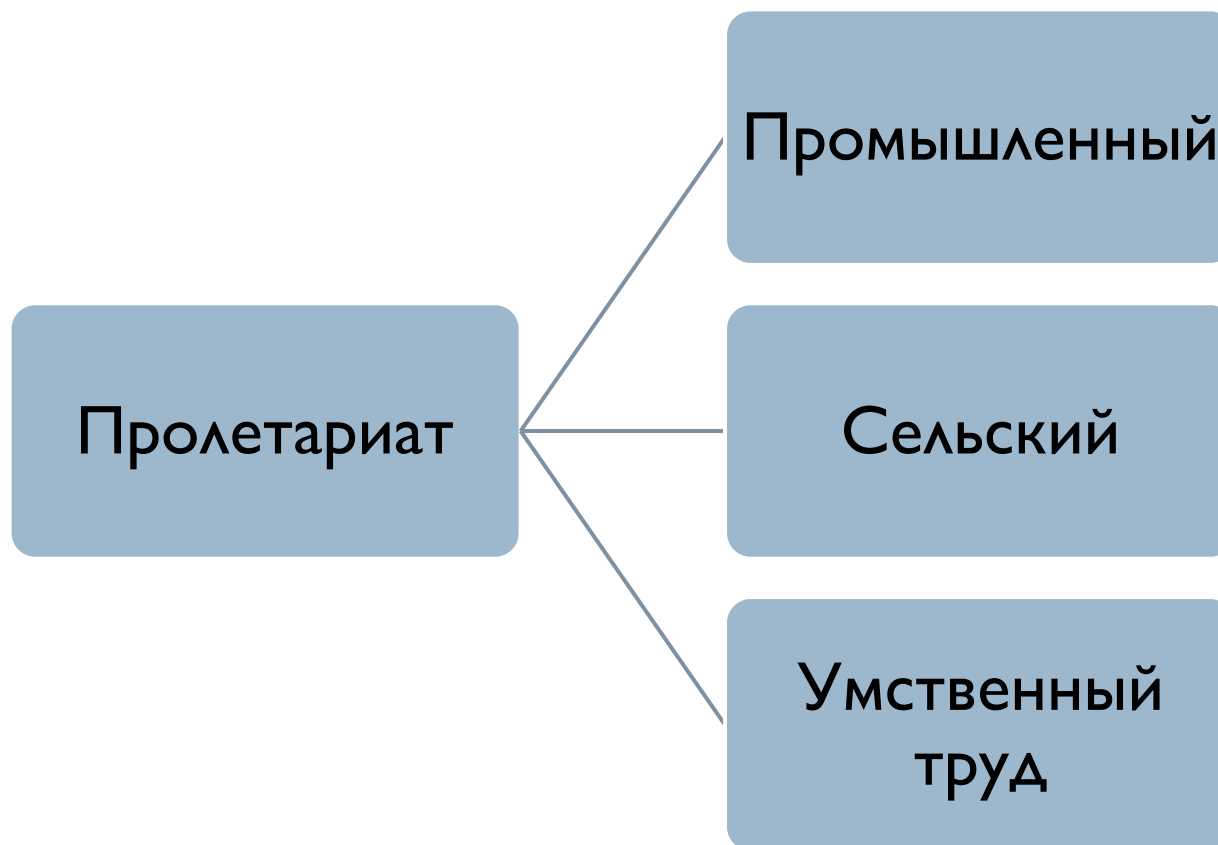 Промышленный
Пролетариат
Сельский
Умственный
труд